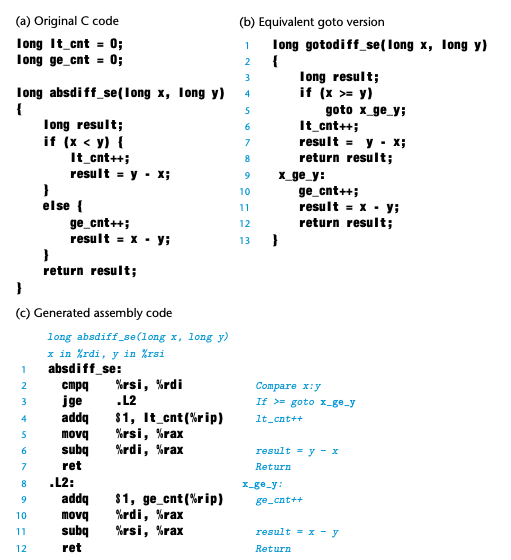 (a) Original C code
long lt_cnt = 0;
long ge_cnt = 0;
long absdiff_se(long x, long y)
{
long result;
if (x < y) {
lt_cnt++;
result = y - x;
}
else {
ge_cnt++;
result = x - y;
}
return result;
}
(b) Equivalent goto version
1 long gotodiff_se(long x, long y)
2 {
3 long result;
4 if (x >= y)
5 goto x_ge_y;
6 lt_cnt++;
7 result = y - x;
8 return result;
9 x_ge_y:
10 ge_cnt++;
11 result = x - y;
12 return result;
13 }
(c) Generated assembly code
long absdiff_se(long x, long y)
x in %rdi, y in %rsi
1 absdiff_se:
2 cmpq %rsi, %rdi Compare x:y
3 jge .L2 If >= goto x_ge_y
4 addq $1, lt_cnt(%rip) lt_cnt++
5 movq %rsi, %rax
6 subq %rdi, %rax result = y - x
7 ret Return
8 .L2: x_ge_y:
9 addq $1, ge_cnt(%rip) ge_cnt++
10 movq %rdi, %rax
11 subq %rsi, %rax result = x - y
12 ret Return